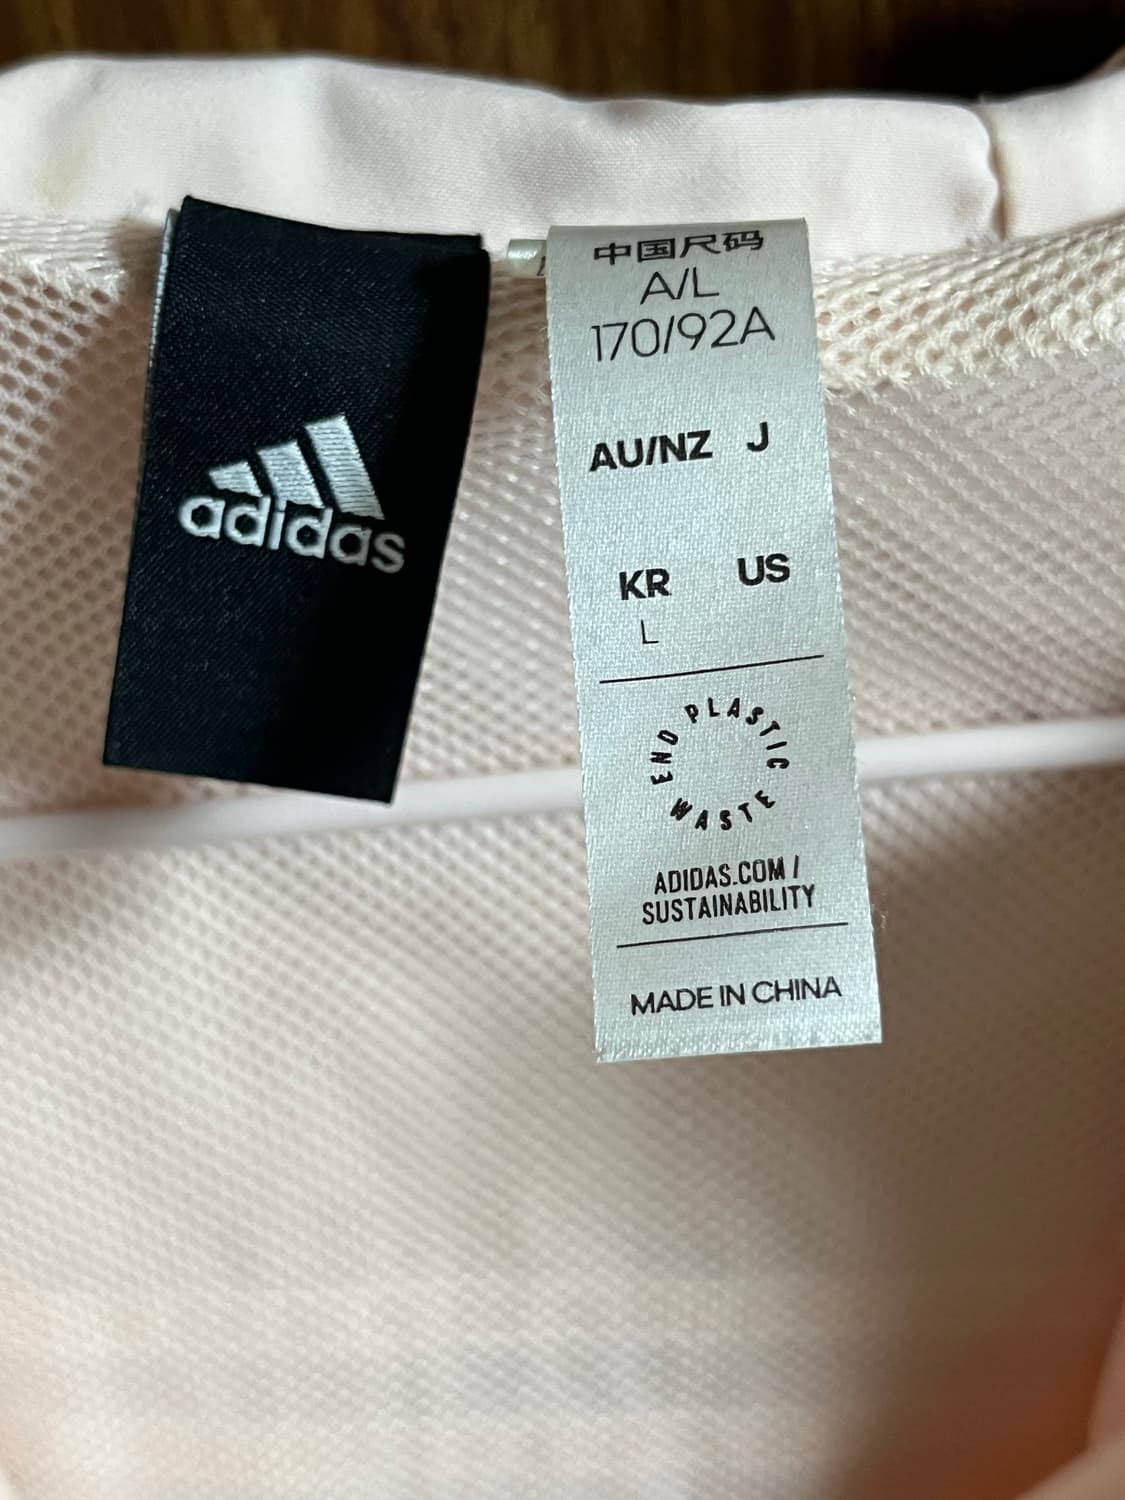 adidas
中国尺码
A/L
170/92A
AU/NZ J
KR US
L
END PLASTIC WASTE
ADIDAS.COM /
SUSTAINABILITY
MADE IN CHINA